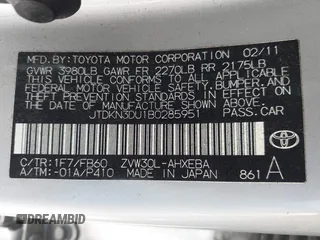 MFD. BY: TOYOTA MOTOR CORPORATION 02/11
GVWR 3980LB GAWR FR 2270LB RR 2175LB
THIS VEHICLE CONFORMS TO ALL APPLICABLE
FEDERAL MOTOR VEHICLE SAFETY, BUMPER, AND
THEFT PREVENTION STANDARDS IN EFFECT ON
THE DATE OF MANUFACTURE SHOWN ABOVE.
JTDKN3DU1B0285951 PASS. CAR
C/TR: 1F7/FB60 ZVW30L-AHXEBA
A/TM: -01A/P410 MADE IN JAPAN 861 A
TOYOTA
© DEALERBID